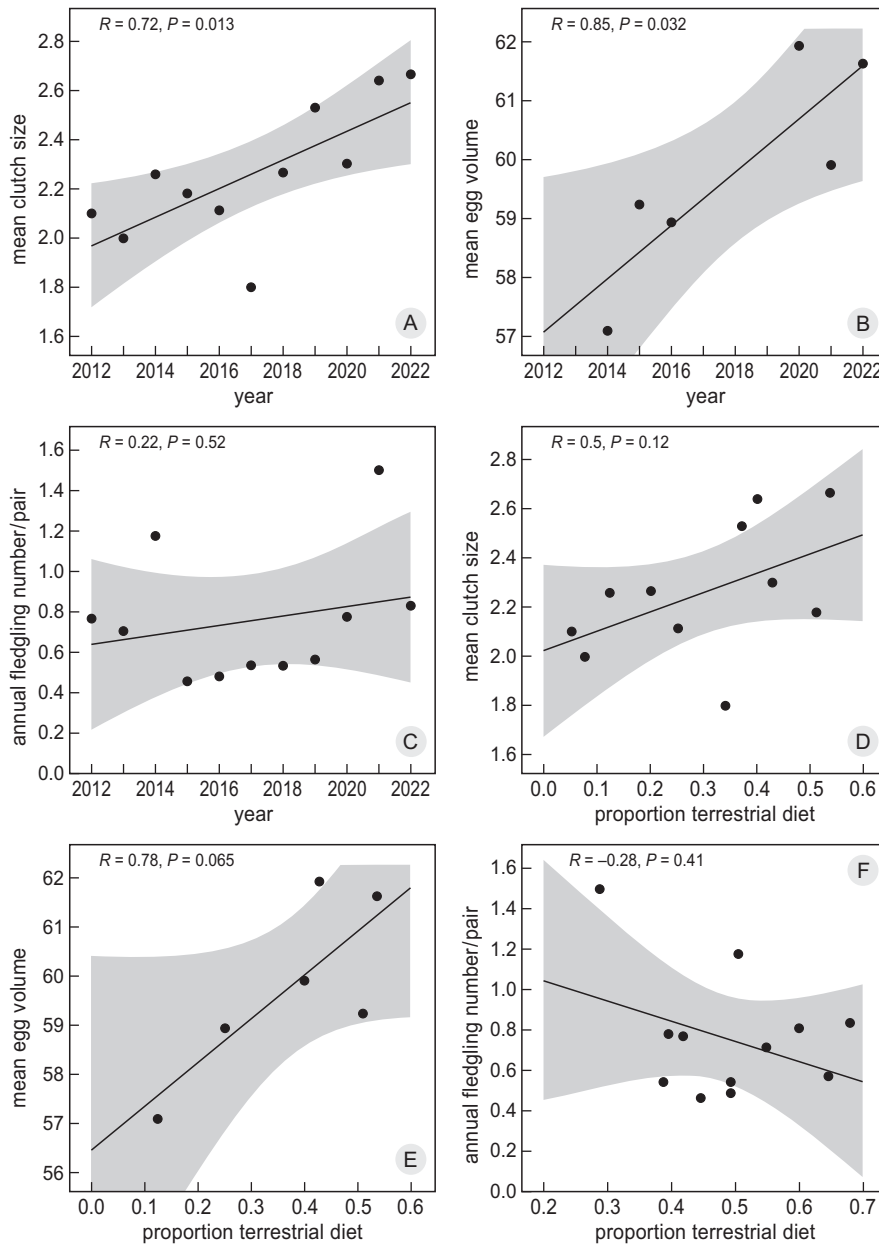 R = 0.72, P = 0.013
2.8
2.6
2.4
2.2
2.0
1.8
1.6
mean clutch size
A
2012 2014 2016 2018 2020 2022
year
R = 0.85, P = 0.032
62
61
60
59
58
57
mean egg volume
B
2012 2014 2016 2018 2020 2022
year
R = 0.22, P = 0.52
1.6
1.4
1.2
1.0
0.8
0.6
0.4
0.2
0.0
annual fledgling number/pair
C
2012 2014 2016 2018 2020 2022
year
R = 0.5, P = 0.12
2.8
2.6
2.4
2.2
2.0
1.8
1.6
mean clutch size
D
0.0 0.1 0.2 0.3 0.4 0.5 0.6
proportion terrestrial diet
R = 0.78, P = 0.065
62
61
60
59
58
57
56
mean egg volume
E
0.0 0.1 0.2 0.3 0.4 0.5 0.6
proportion terrestrial diet
R = –0.28, P = 0.41
F
1.6
1.4
1.2
1.0
0.8
0.6
0.4
0.2
0.0
annual fledgling number/pair
0.2 0.3 0.4 0.5 0.6 0.7
proportion terrestrial diet